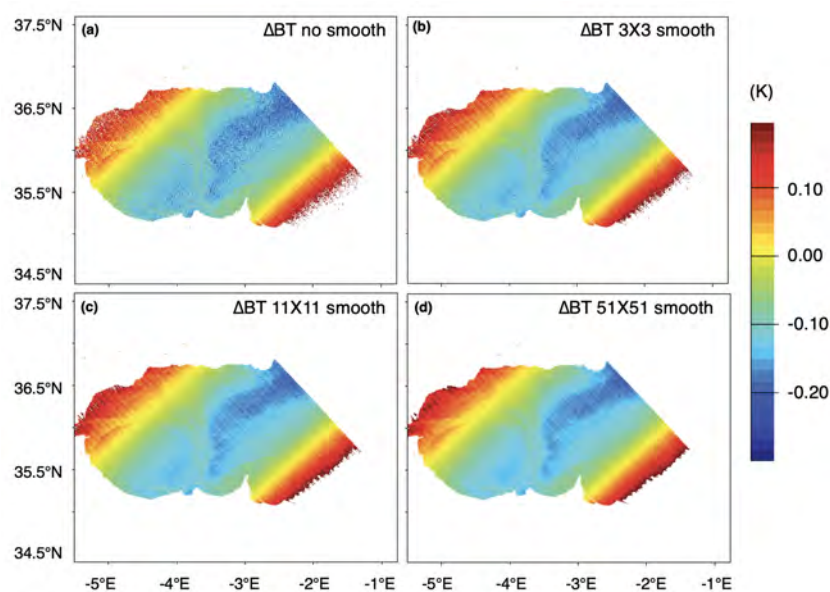 37.5°N
(a)
ΔBT no smooth
(b)
ΔBT 3X3 smooth
36.5°N
35.5°N
34.5°N
(K)
0.10
0.00
-0.10
-0.20
37.5°N
(c)
ΔBT 11X11 smooth
(d)
ΔBT 51X51 smooth
36.5°N
35.5°N
34.5°N
-5°E -4°E -3°E -2°E -1°E -5°E -4°E -3°E -2°E -1°E